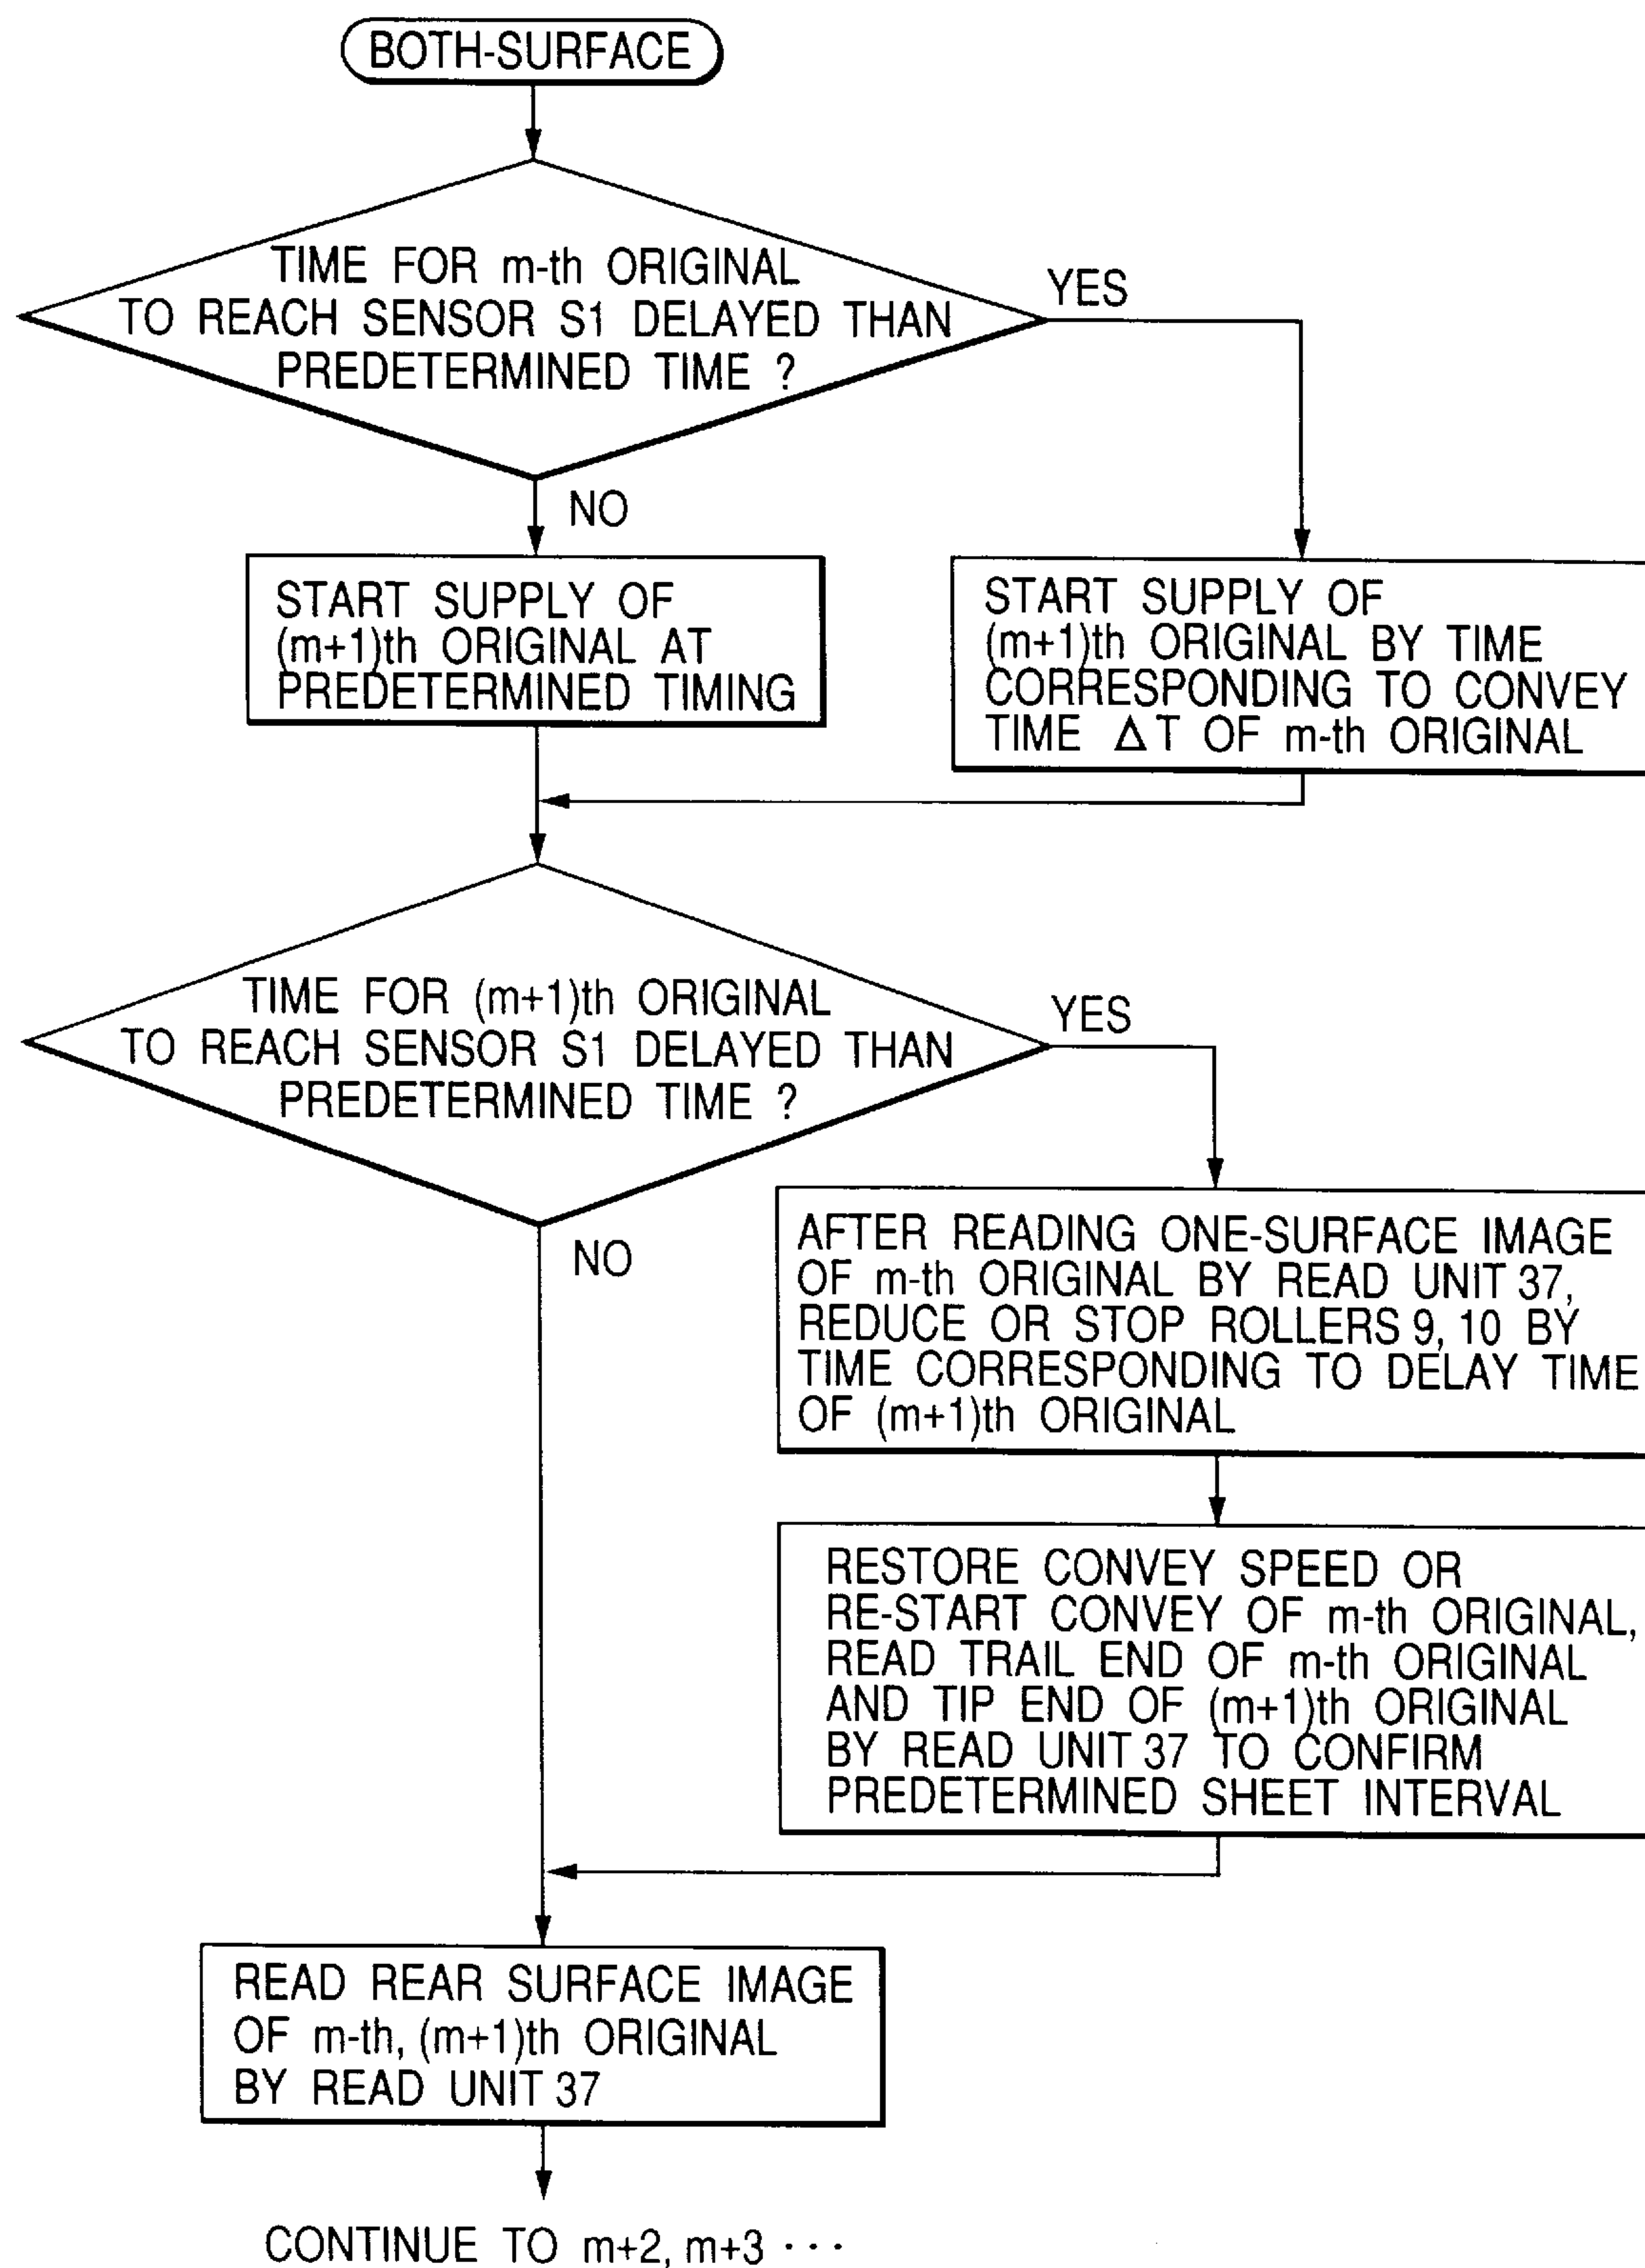 BOTH-SURFACE
TIME FOR m-th ORIGINAL
TO REACH SENSOR S1 DELAYED THAN
PREDETERMINED TIME ?
YES
NO
START SUPPLY OF
(m+1)th ORIGINAL AT
PREDETERMINED TIMING
START SUPPLY OF
(m+1)th ORIGINAL BY TIME
CORRESPONDING TO CONVEY
TIME ΔT OF m-th ORIGINAL
TIME FOR (m+1)th ORIGINAL
TO REACH SENSOR S1 DELAYED THAN
PREDETERMINED TIME ?
YES
NO
AFTER READING ONE-SURFACE IMAGE
OF m-th ORIGINAL BY READ UNIT 37,
REDUCE OR STOP ROLLERS 9, 10 BY
TIME CORRESPONDING TO DELAY TIME
OF (m+1)th ORIGINAL
RESTORE CONVEY SPEED OR
RE-START CONVEY OF m-th ORIGINAL,
READ TRAIL END OF m-th ORIGINAL
AND TIP END OF (m+1)th ORIGINAL
BY READ UNIT 37 TO CONFIRM
PREDETERMINED SHEET INTERVAL
READ REAR SURFACE IMAGE
OF m-th, (m+1)th ORIGINAL
BY READ UNIT 37
CONTINUE TO m+2, m+3 ···